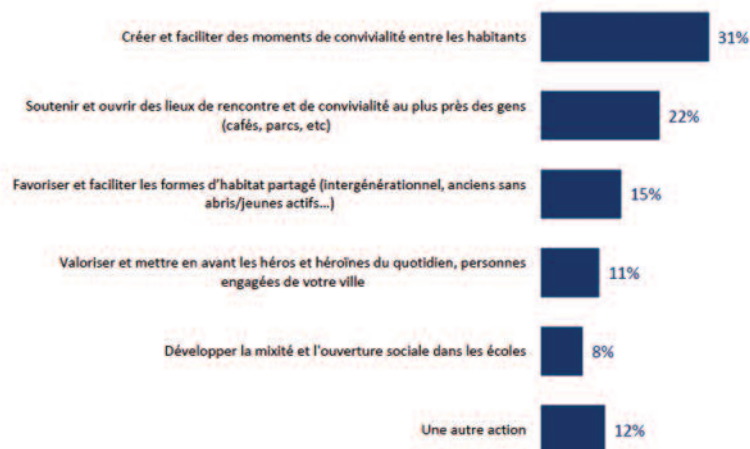 Créer et faciliter des moments de convivialité entre les habitants
31%
Soutenir et ouvrir des lieux de rencontre et de convivialité au plus près des gens
(cafés, parcs, etc)
22%
Favoriser et faciliter les formes d'habitat partagé (intergénérationnel, anciens sans
abris/jeunes actifs...)
15%
Valoriser et mettre en avant les héros et héroïnes du quotidien, personnes
engagées de votre ville
11%
Développer la mixité et l'ouverture sociale dans les écoles
8%
Une autre action
12%